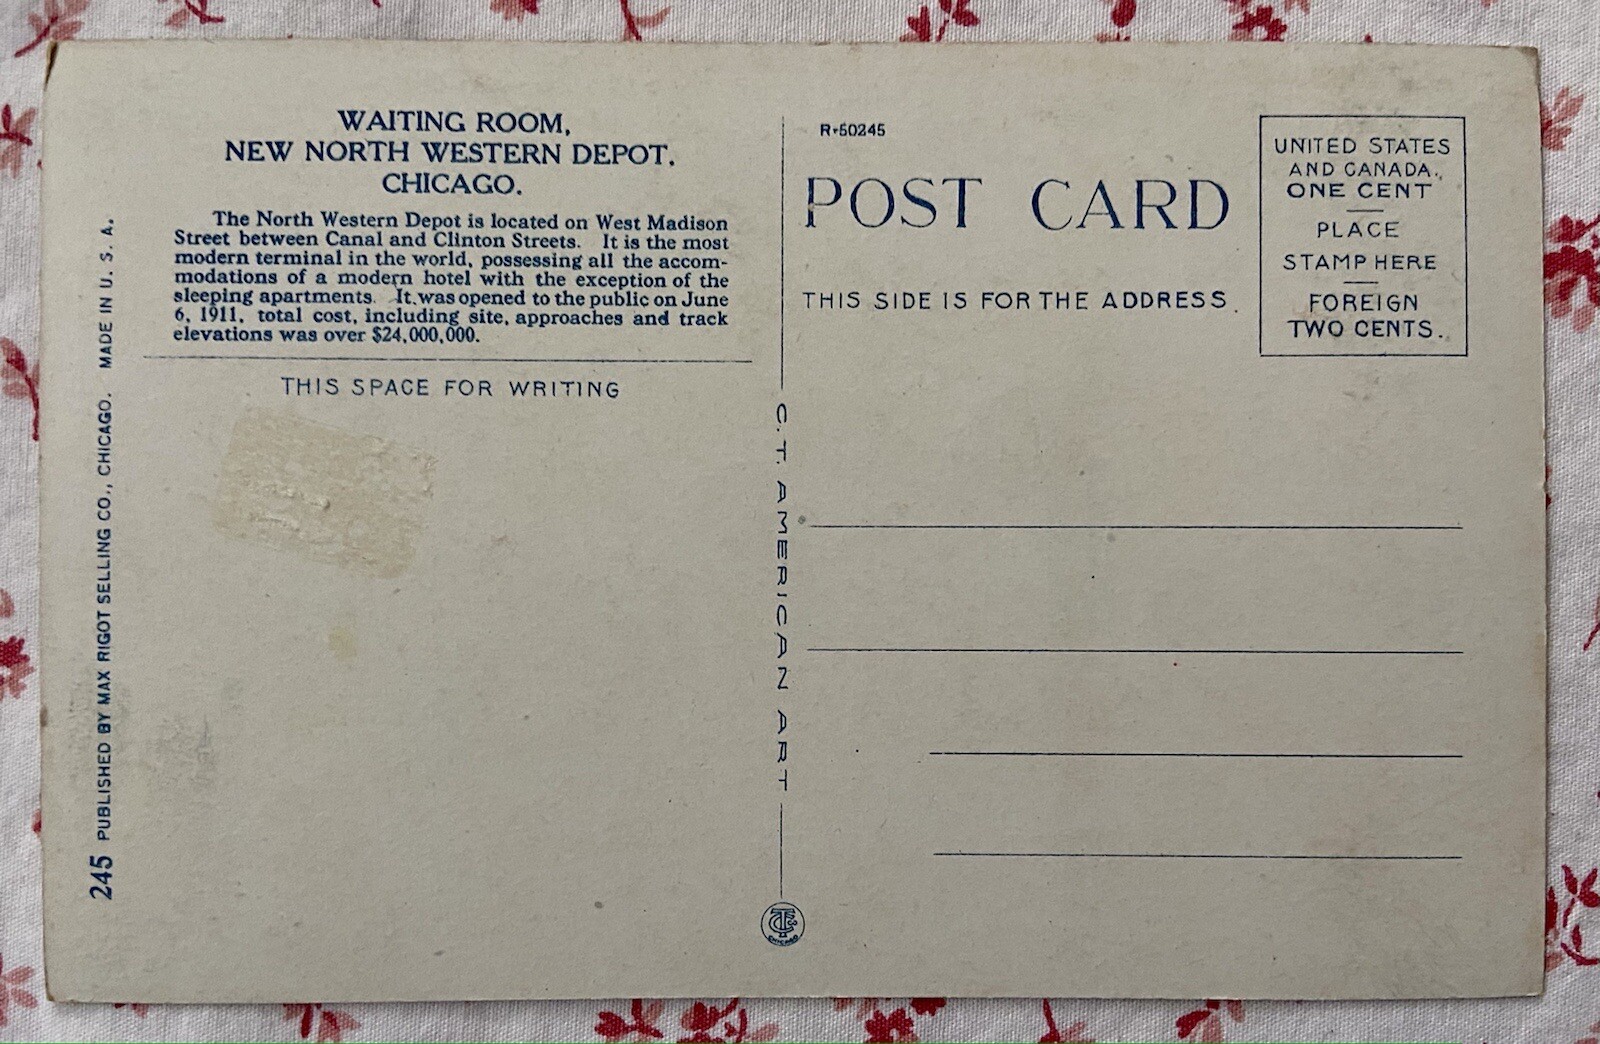 WAITING ROOM,
NEW NORTH WESTERN DEPOT,
CHICAGO.
The North Western Depot is located on West Madison
Street between Canal and Clinton Streets. It is the most
modern terminal in the world, possessing all the accom-
modations of a modern hotel with the exception of the
sleeping apartments. It was opened to the public on June
6, 1911, total cost, including site, approaches and track
elevations was over $24,000,000.
THIS SPACE FOR WRITING
245 PUBLISHED BY MAX RIGOT SELLING CO., CHICAGO. MADE IN U. S. A.
C. T. AMERICAN ART
CHICAGO
R-50245
POST CARD
THIS SIDE IS FOR THE ADDRESS.
UNITED STATES
AND CANADA.,
ONE CENT
PLACE
STAMP HERE
FOREIGN
TWO CENTS.